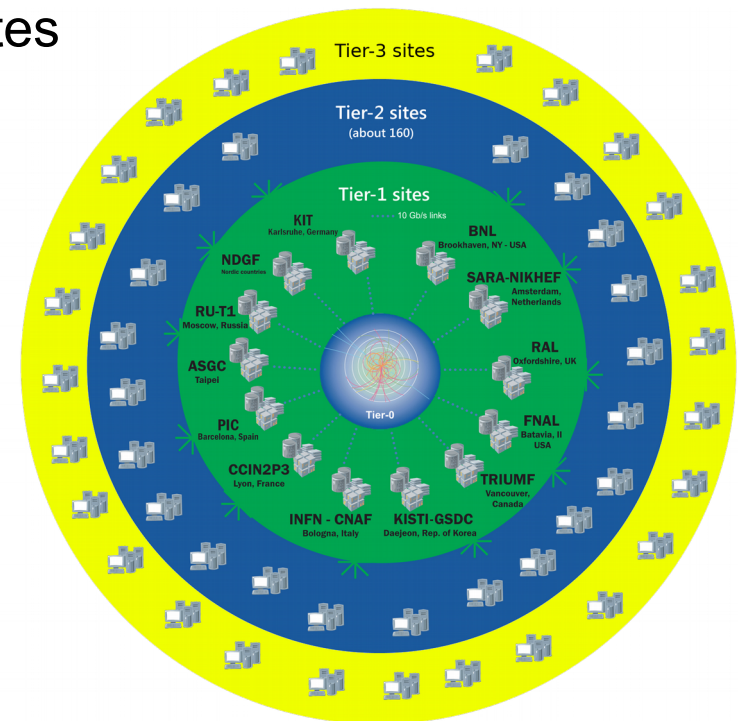 tes
Tier-3 sites
Tier-2 sites
(about 160)
Tier-1 sites
10 Gb/s links
KIT
Karlsruhe, Germany
BNL
Brookhaven, NY - USA
NDGF
Nordic countries
SARA-NIKHEF
Amsterdam,
Netherlands
RU-T1
Moscow, Russia
RAL
Oxfordshire, UK
ASGC
Taipei
Tier-0
PIC
Barcelona, Spain
FNAL
Batavia, Il
USA
CCIN2P3
Lyon, France
TRIUMF
Vancouver,
Canada
INFN - CNAF
Bologna, Italy
KISTI-GSDC
Daejeon, Rep. of Korea